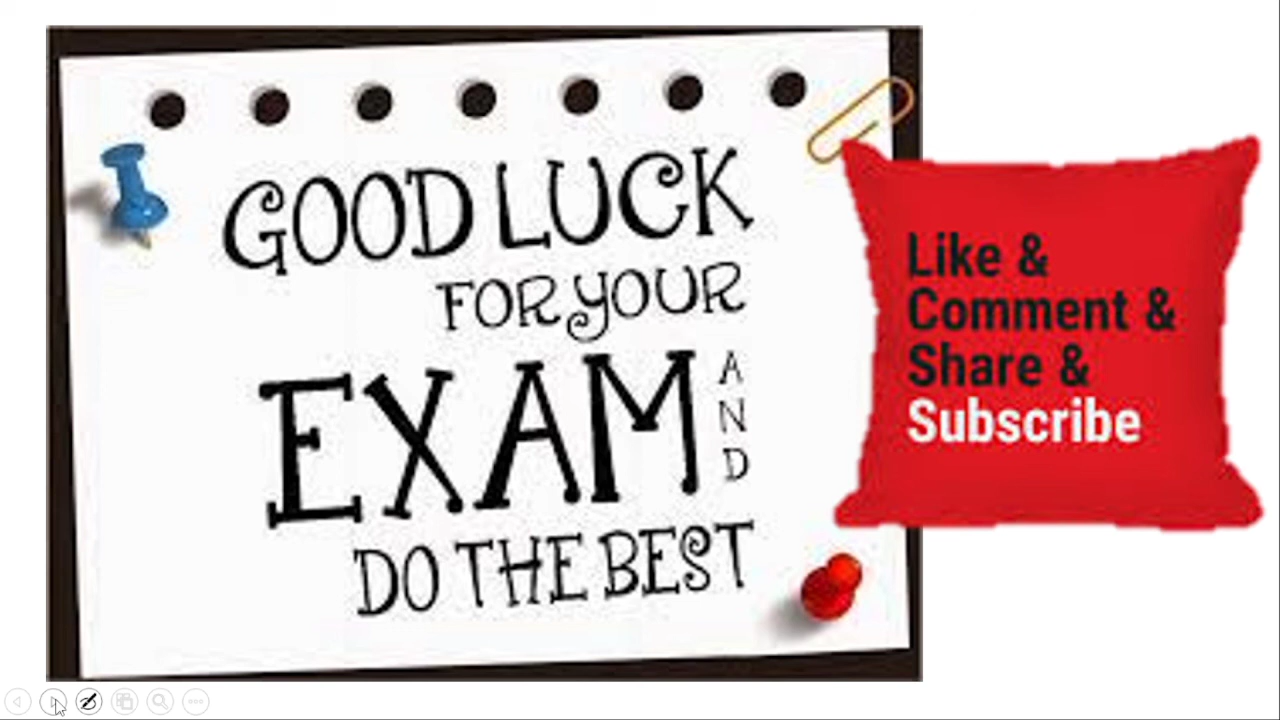 GOOD LUCK
FOR YOUR
EXAM AND
DO THE BEST
Like &
Comment &
Share &
Subscribe